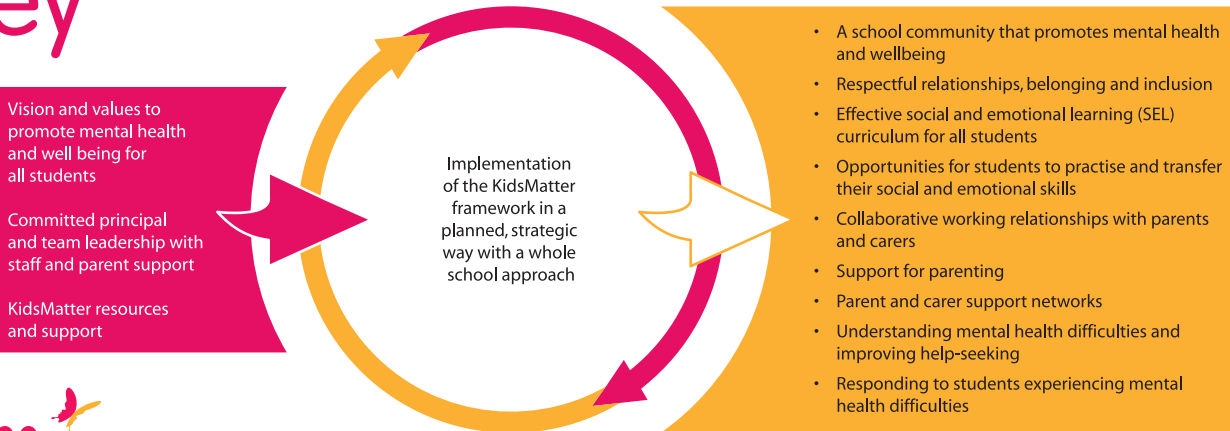 ey
Vision and values to
promote mental health
and well being for
all students
Committed principal
and team leadership with
staff and parent support
KidsMatter resources
and support
Implementation
of the KidsMatter
framework in a
planned, strategic
way with a whole
school approach
• A school community that promotes mental health
and wellbeing
• Respectful relationships, belonging and inclusion
• Effective social and emotional learning (SEL)
curriculum for all students
• Opportunities for students to practise and transfer
their social and emotional skills
• Collaborative working relationships with parents
and carers
• Support for parenting
• Parent and carer support networks
• Understanding mental health difficulties and
improving help-seeking
• Responding to students experiencing mental
health difficulties